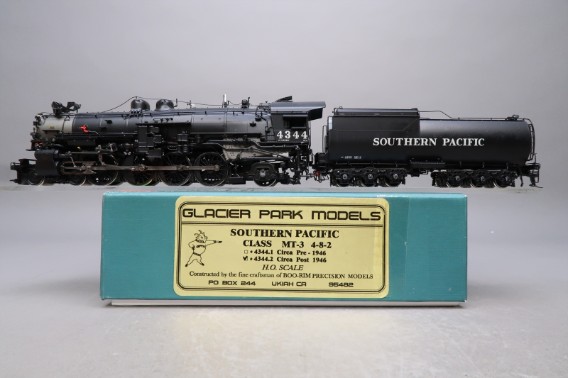 4344
SOUTHERN PACIFIC
GLACIER PARK MODELS
SOUTHERN PACIFIC
CLASS MT-3 4-8-2
4344.1 Circa Pre - 1946
4344.2 Circa Post 1946
H.O. SCALE
Constructed by the fine craftsman of BOO-RIM PRECISION MODELS
PO BOX 244 UKIAH CA 95482